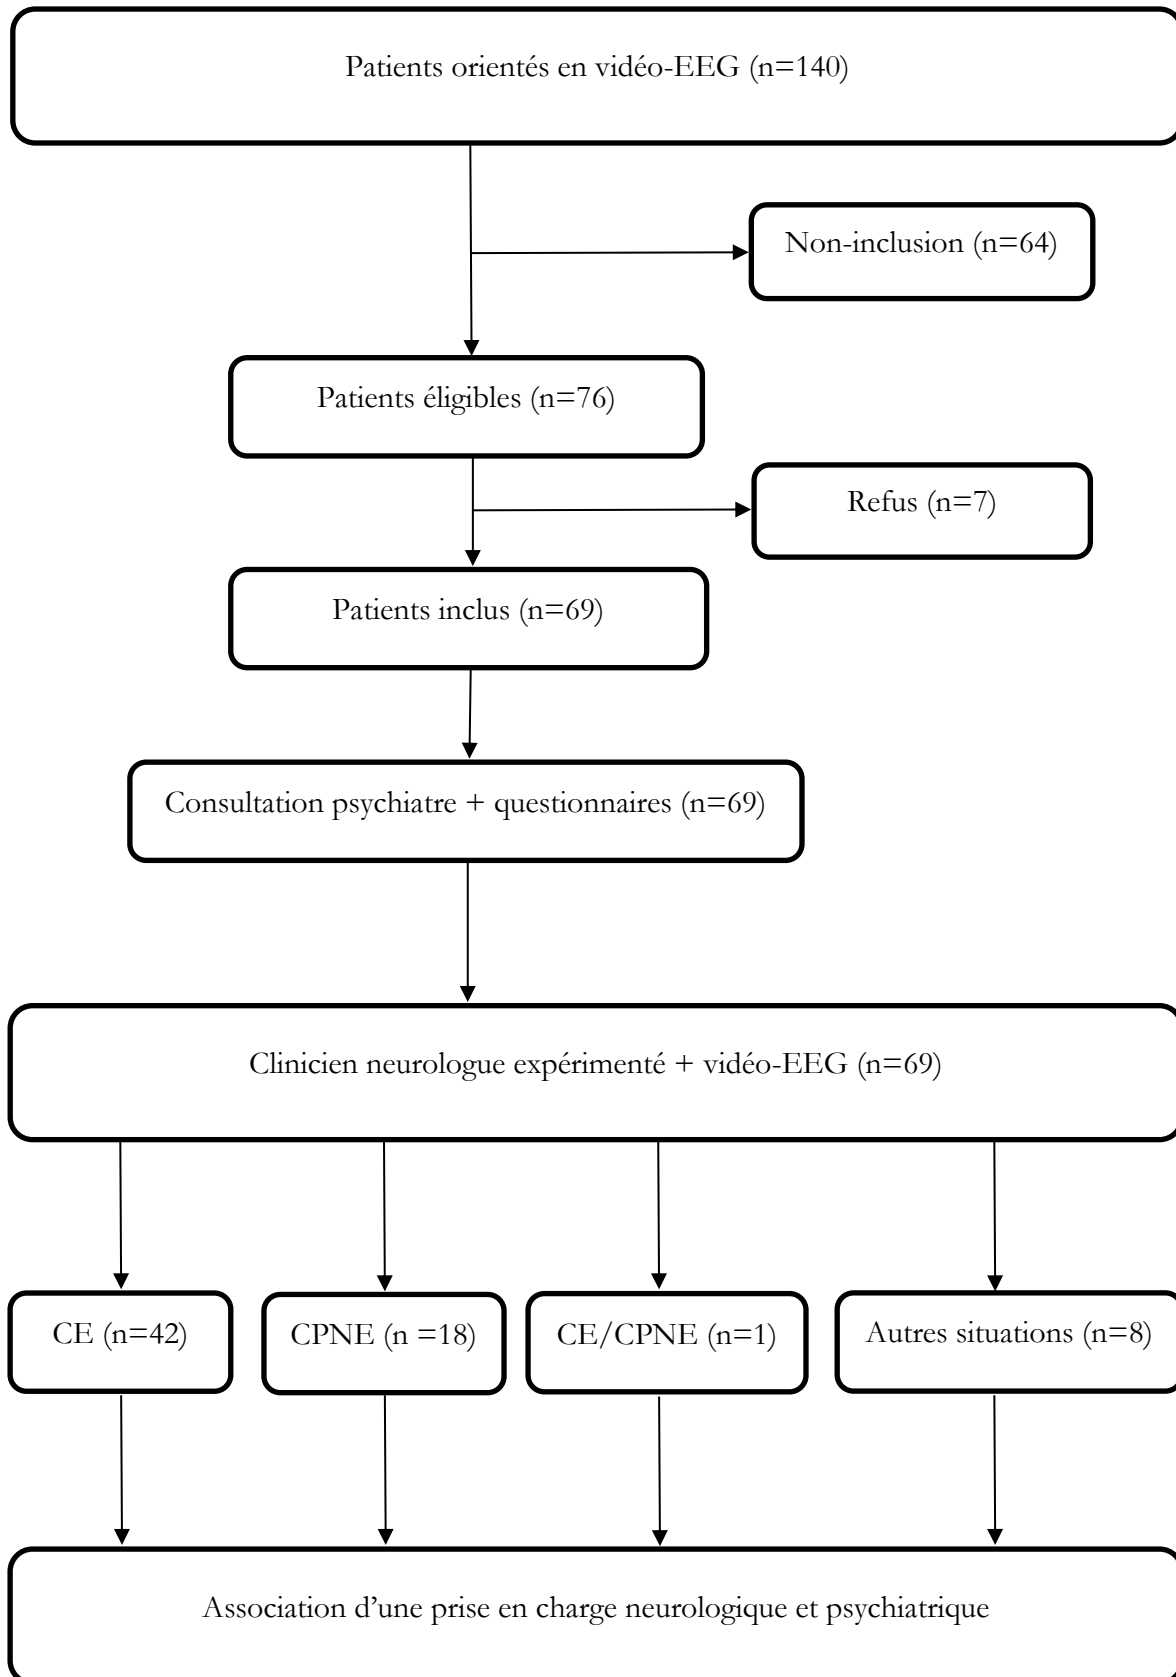 Patients orientés en vidéo-EEG (n=140)
Non-inclusion (n=64)
Patients éligibles (n=76)
Refus (n=7)
Patients inclus (n=69)
Consultation psychiatre + questionnaires (n=69)
Clinicien neurologue expérimenté + vidéo-EEG (n=69)
CE (n=42)
CPNE (n =18)
CE/CPNE (n=1)
Autres situations (n=8)
Association d’une prise en charge neurologique et psychiatrique